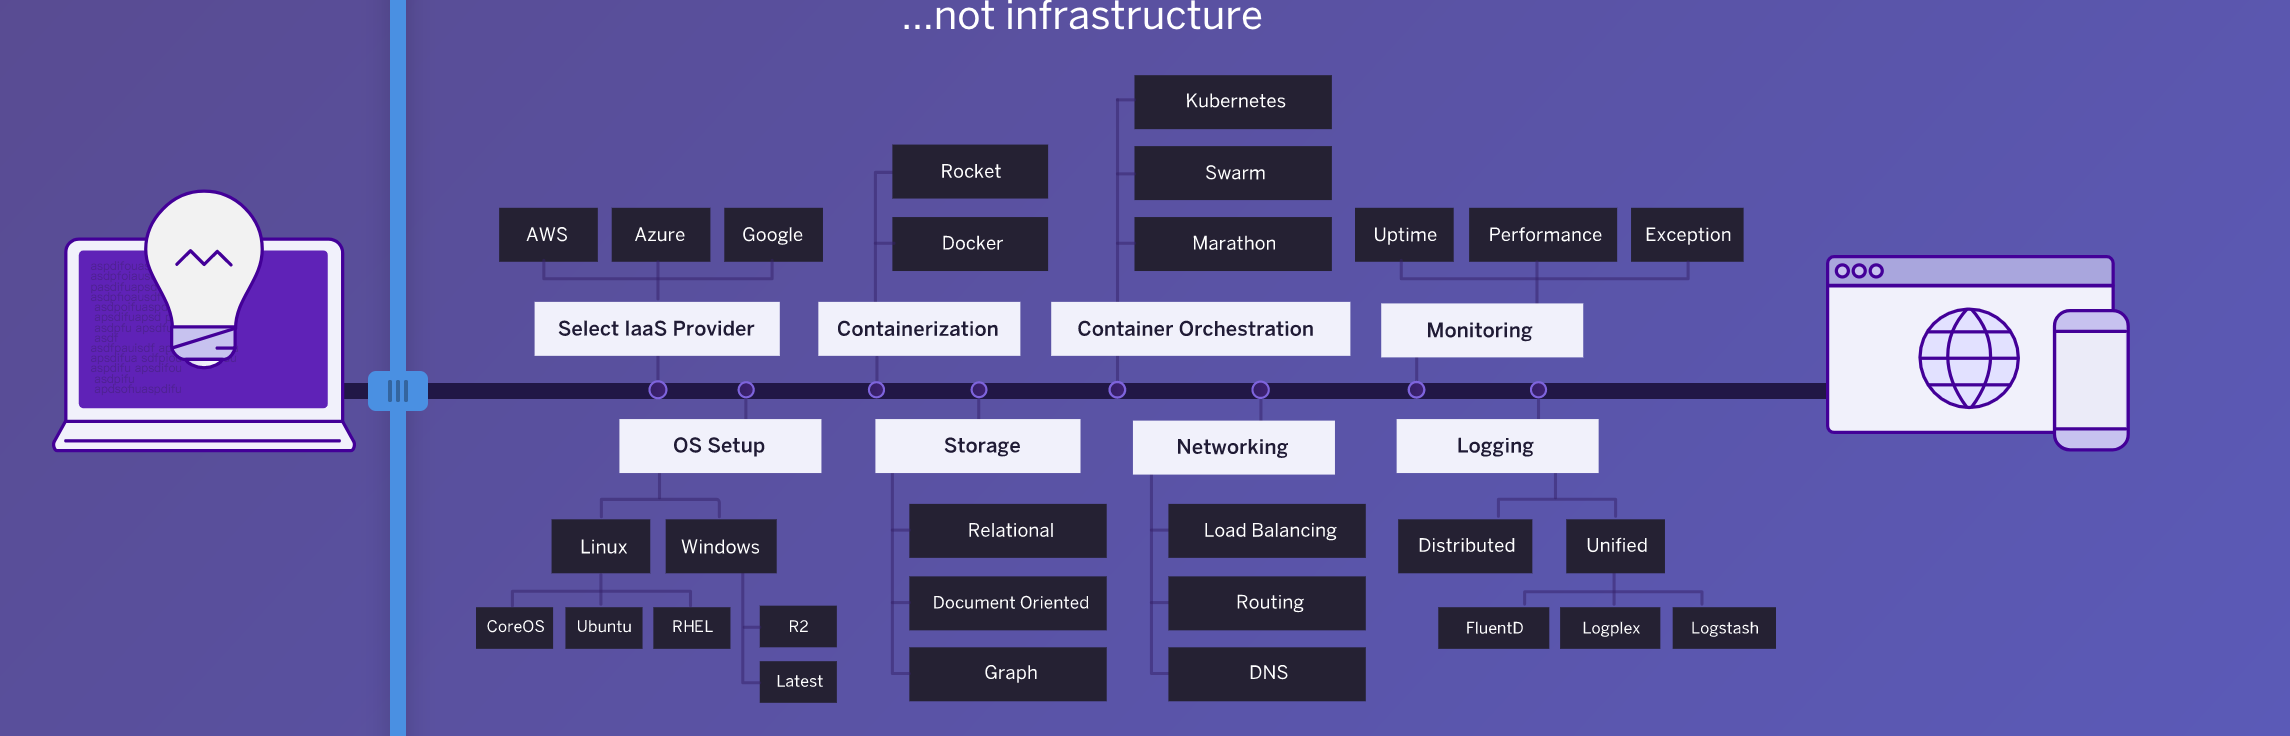 ...not infrastructure
Kubernetes
Rocket
Swarm
AWS
Azure
Google
Docker
Marathon
Uptime
Performance
Exception
Select IaaS Provider
Containerization
Container Orchestration
Monitoring
OS Setup
Storage
Networking
Logging
Linux
Windows
Relational
Load Balancing
Distributed
Unified
Document Oriented
Routing
CoreOS
Ubuntu
RHEL
R2
FluentD
Logplex
Logstash
Latest
Graph
DNS